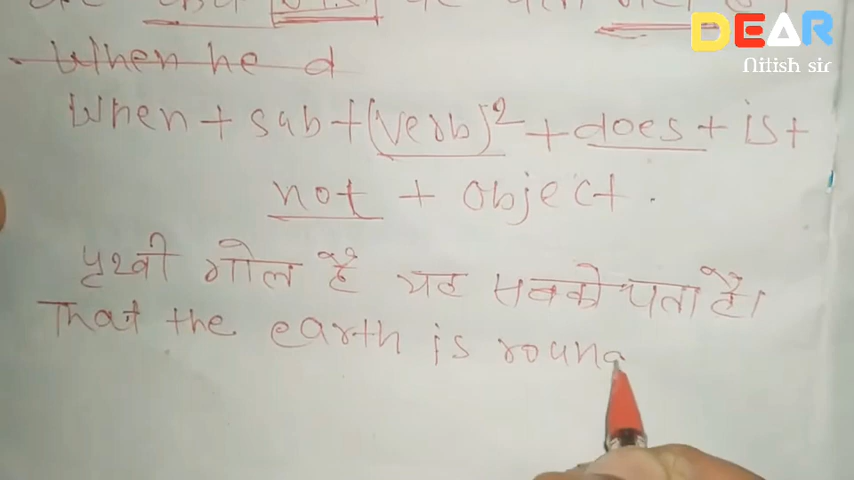 DEAR
Nitish sir
When he d
When + sub + (verb)² + does + is +
not + object.
पृथ्वी गोल है यह सबको पता है।
That the earth is roun